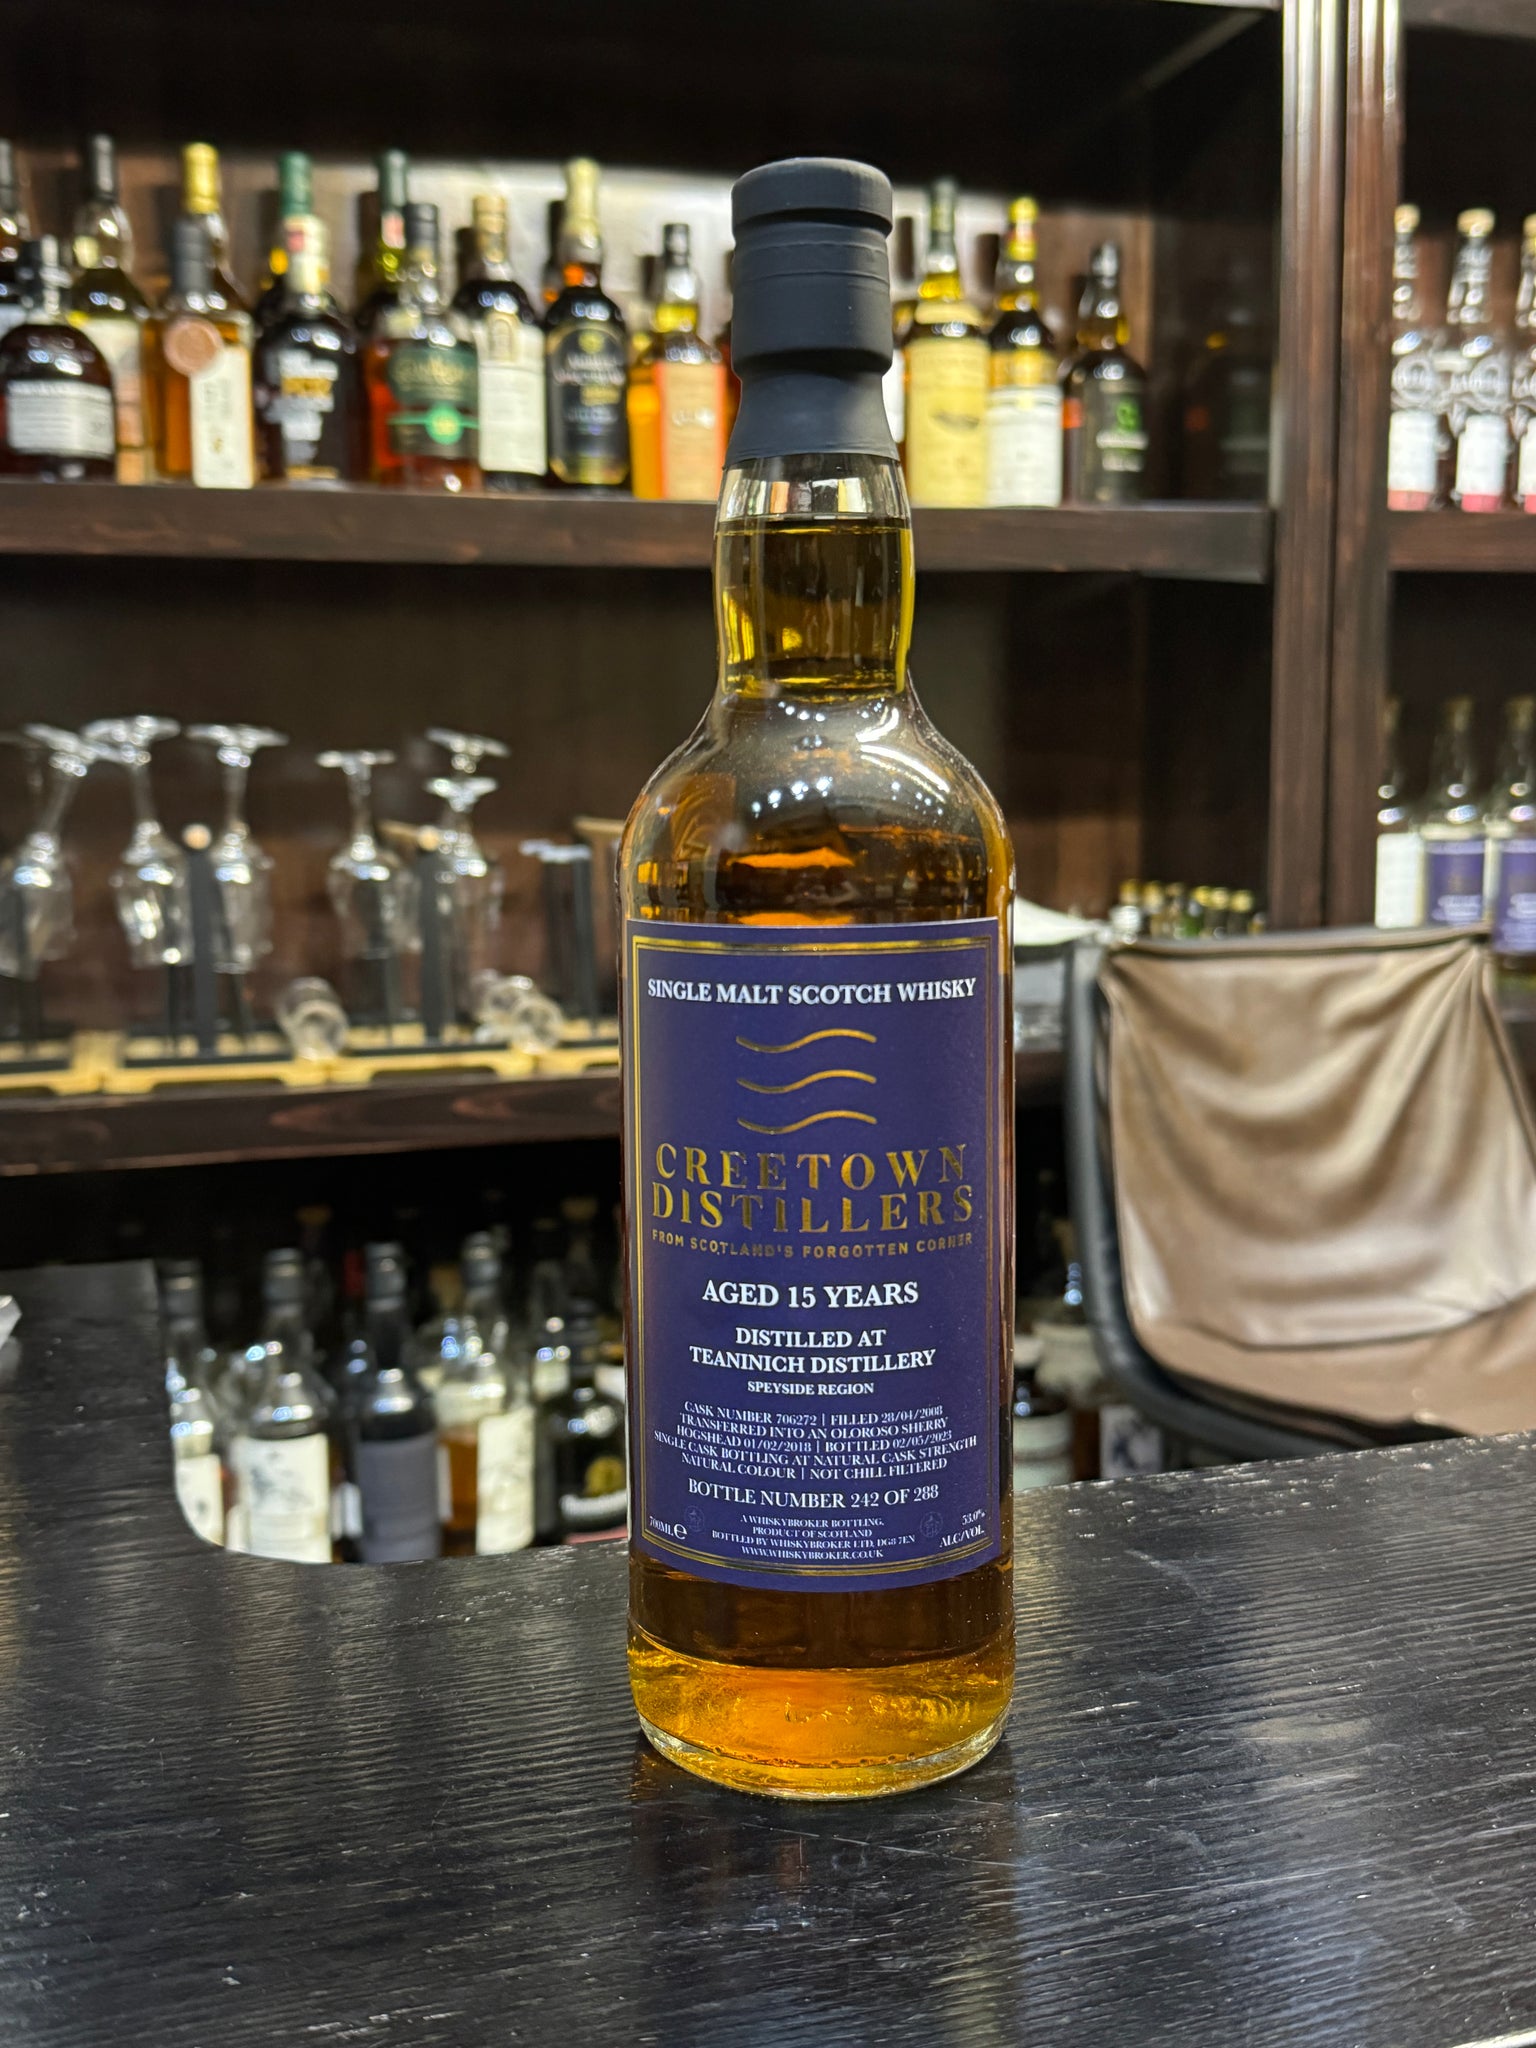 SINGLE MALT SCOTCH WHISKY
CREETOWN
DISTILLERS
FROM SCOTLAND'S FORGOTTEN CORNER
AGED 15 YEARS
DISTILLED AT
TEANINICH DISTILLERY
SPEYSIDE REGION
CASK NUMBER 706272 | FILLED 28/04/2008
TRANSFERRED INTO AN OLOROSO SHERRY
HOGSHEAD 01/02/2018 | BOTTLED 02/05/2023
SINGLE CASK BOTTLING AT NATURAL CASK STRENGTH
NATURAL COLOUR | NOT CHILL FILTERED
BOTTLE NUMBER 242 OF 288
A WHISKYBROKER BOTTLING,
PRODUCT OF SCOTLAND
BOTTLED BY WHISKYBROKER LTD, DG8 7EN
WWW.WHISKYBROKER.CO.UK
700ML e
53.0%
ALC/VOL